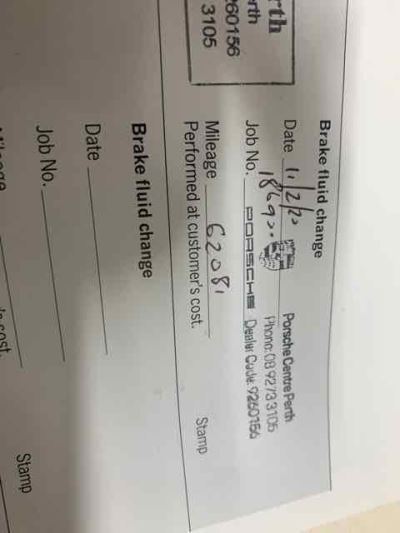 rth
rth
260156
3105
Brake fluid change
Date 11/2/20
Porsche Centre Perth
Phone: 08 9273 3105
Job No.
PORSCHE Dealer Code: 9260156
Mileage 62081
Performed at customer's cost.
Stamp
Brake fluid change
Date
Job No.
Stamp